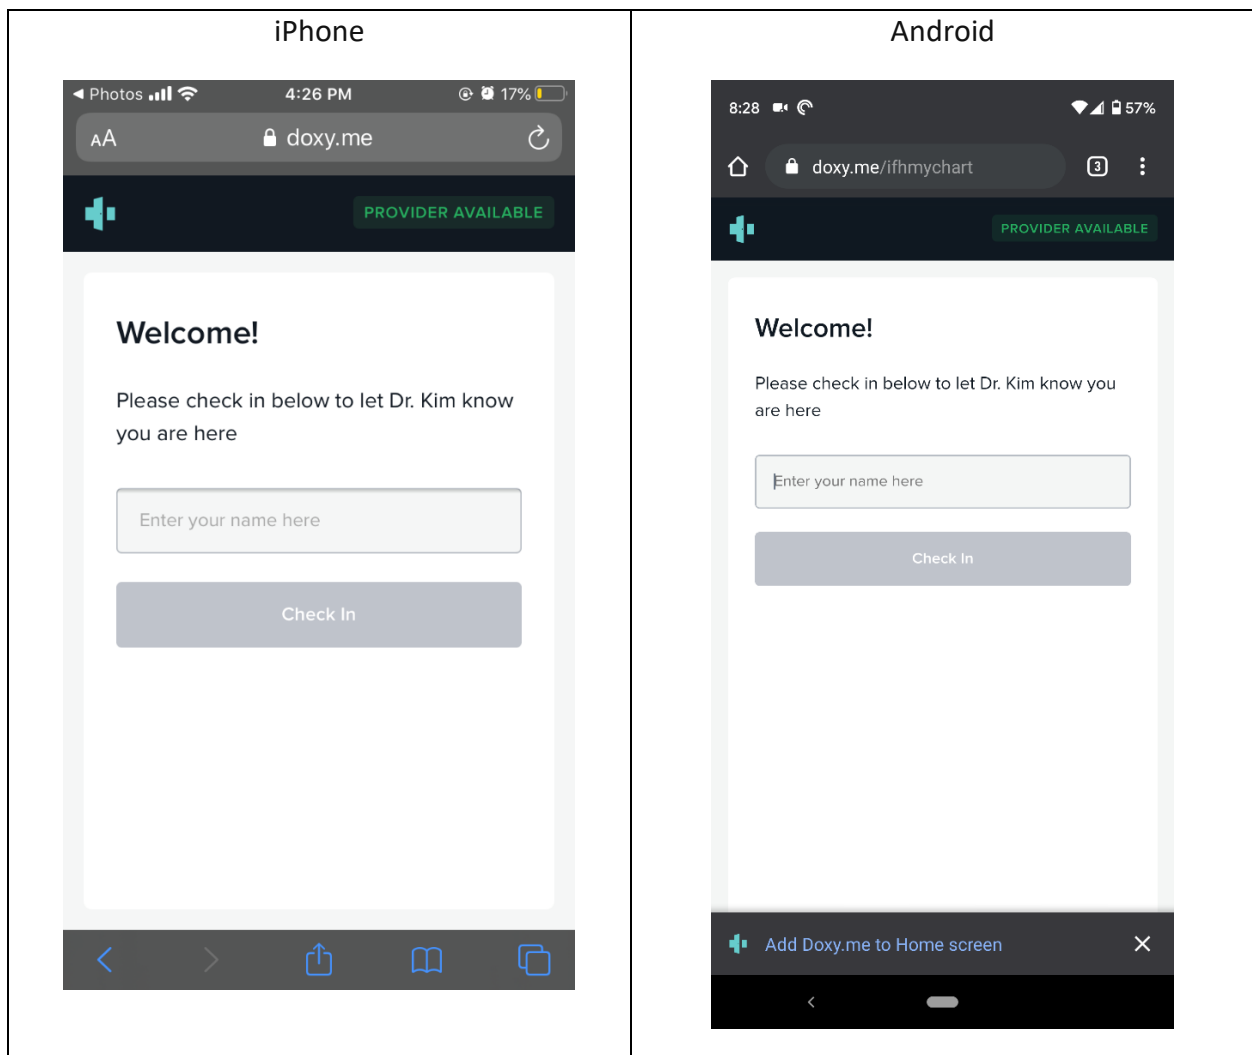 iPhone
Photos 4:26 PM 17%
AA doxy.me
PROVIDER AVAILABLE
Welcome!
Please check in below to let Dr. Kim know
you are here
Enter your name here
Check In
Android
8:28 57%
doxy.me/ifhmychart 3
PROVIDER AVAILABLE
Welcome!
Please check in below to let Dr. Kim know you
are here
Enter your name here
Check In
Add Doxy.me to Home screen